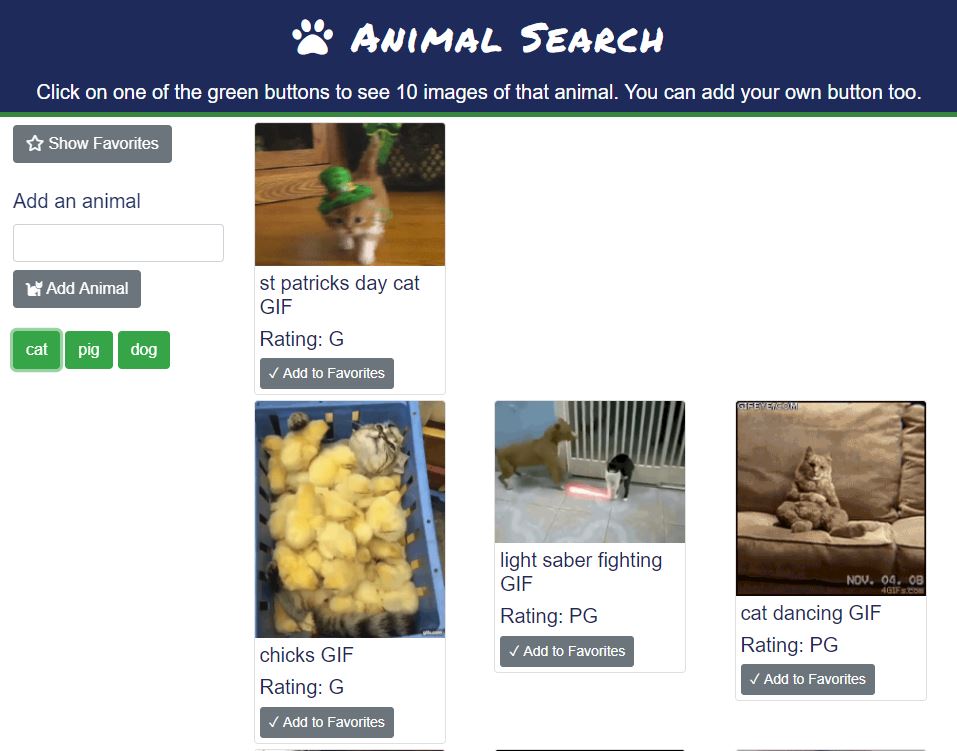 Animal Search
Click on one of the green buttons to see 10 images of that animal. You can add your own button too.
Show Favorites
Add an animal
Add Animal
cat pig dog
st patricks day cat
GIF
Rating: G
✓ Add to Favorites
chicks GIF
Rating: G
✓ Add to Favorites
GIFEYE.COM
light saber fighting
GIF
Rating: PG
✓ Add to Favorites
NOV. 04. 08
4GIFs.com
cat dancing GIF
Rating: PG
✓ Add to Favorites